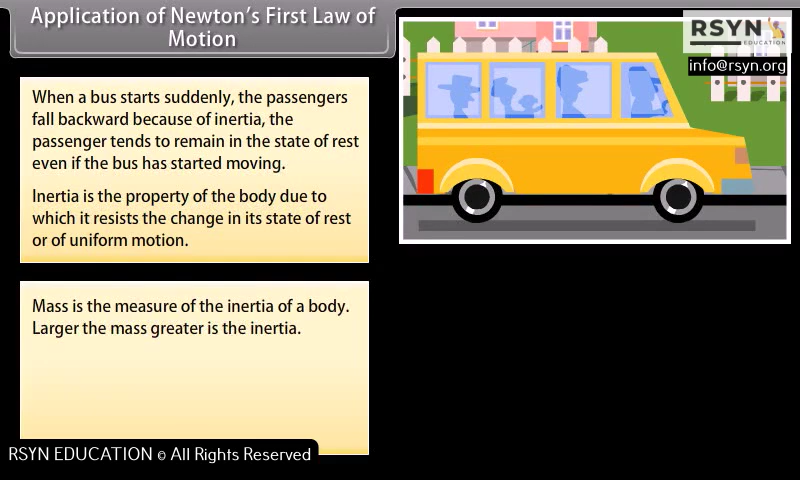 Application of Newton's First Law of
Motion
RSYN
EDUCATION
info@rsyn.org
When a bus starts suddenly, the passengers
fall backward because of inertia, the
passenger tends to remain in the state of rest
even if the bus has started moving.
Inertia is the property of the body due to
which it resists the change in its state of rest
or of uniform motion.
Mass is the measure of the inertia of a body.
Larger the mass greater is the inertia.
RSYN EDUCATION © All Rights Reserved